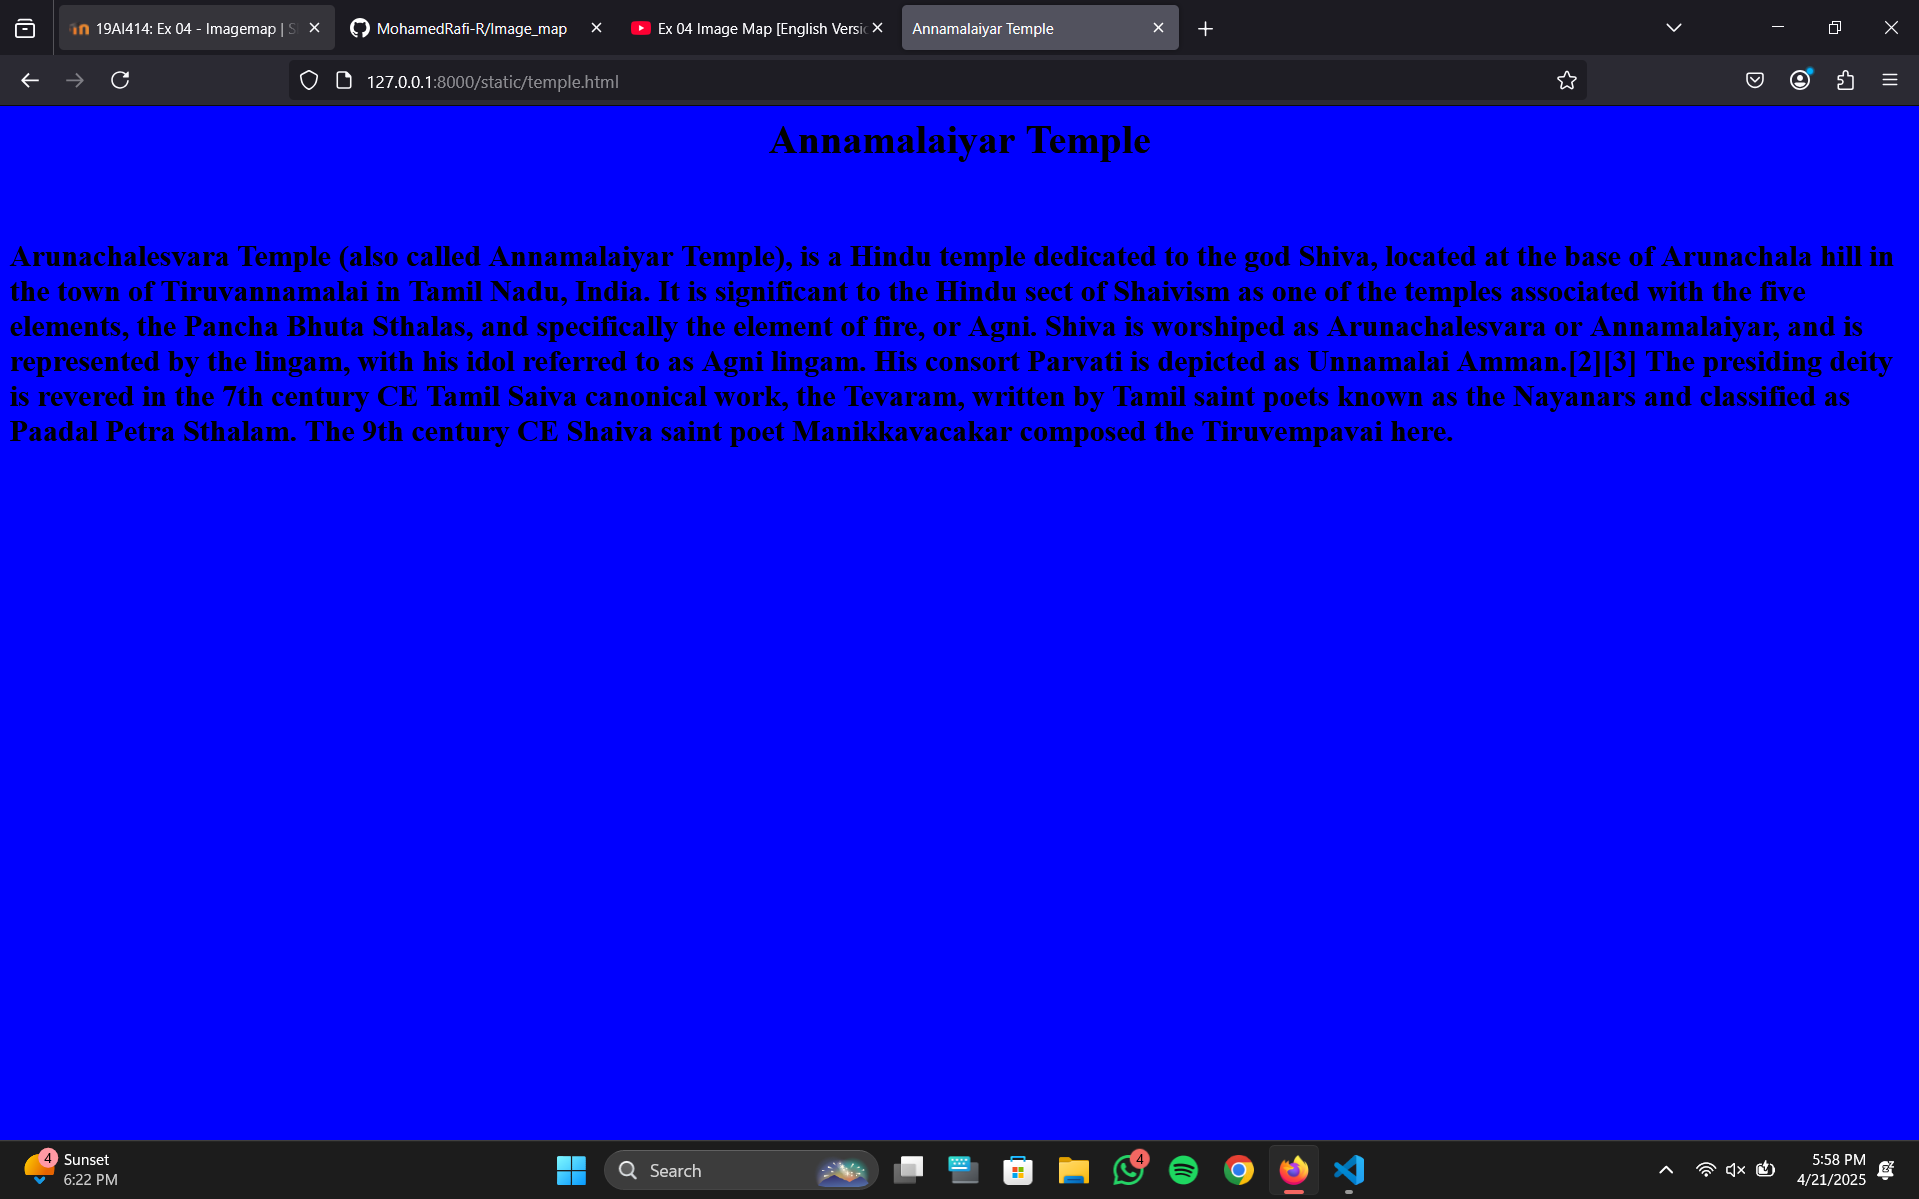 19AI414: Ex 04 - Imagemap | S
MohamedRafi-R/Image_map
Ex 04 Image Map [English Versio
Annamalaiyar Temple
127.0.0.1:8000/static/temple.html
Annamalaiyar Temple
Arunachalesvara Temple (also called Annamalaiyar Temple), is a Hindu temple dedicated to the god Shiva, located at the base of Arunachala hill in
the town of Tiruvannamalai in Tamil Nadu, India. It is significant to the Hindu sect of Shaivism as one of the temples associated with the five
elements, the Pancha Bhuta Sthalas, and specifically the element of fire, or Agni. Shiva is worshiped as Arunachalesvara or Annamalaiyar, and is
represented by the lingam, with his idol referred to as Agni lingam. His consort Parvati is depicted as Unnamalai Amman.[2][3] The presiding deity
is revered in the 7th century CE Tamil Saiva canonical work, the Tevaram, written by Tamil saint poets known as the Nayanars and classified as
Paadal Petra Sthalam. The 9th century CE Shaiva saint poet Manikkavacakar composed the Tiruvempavai here.
4
Sunset
6:22 PM
Search
4
5:58 PM
4/21/2025